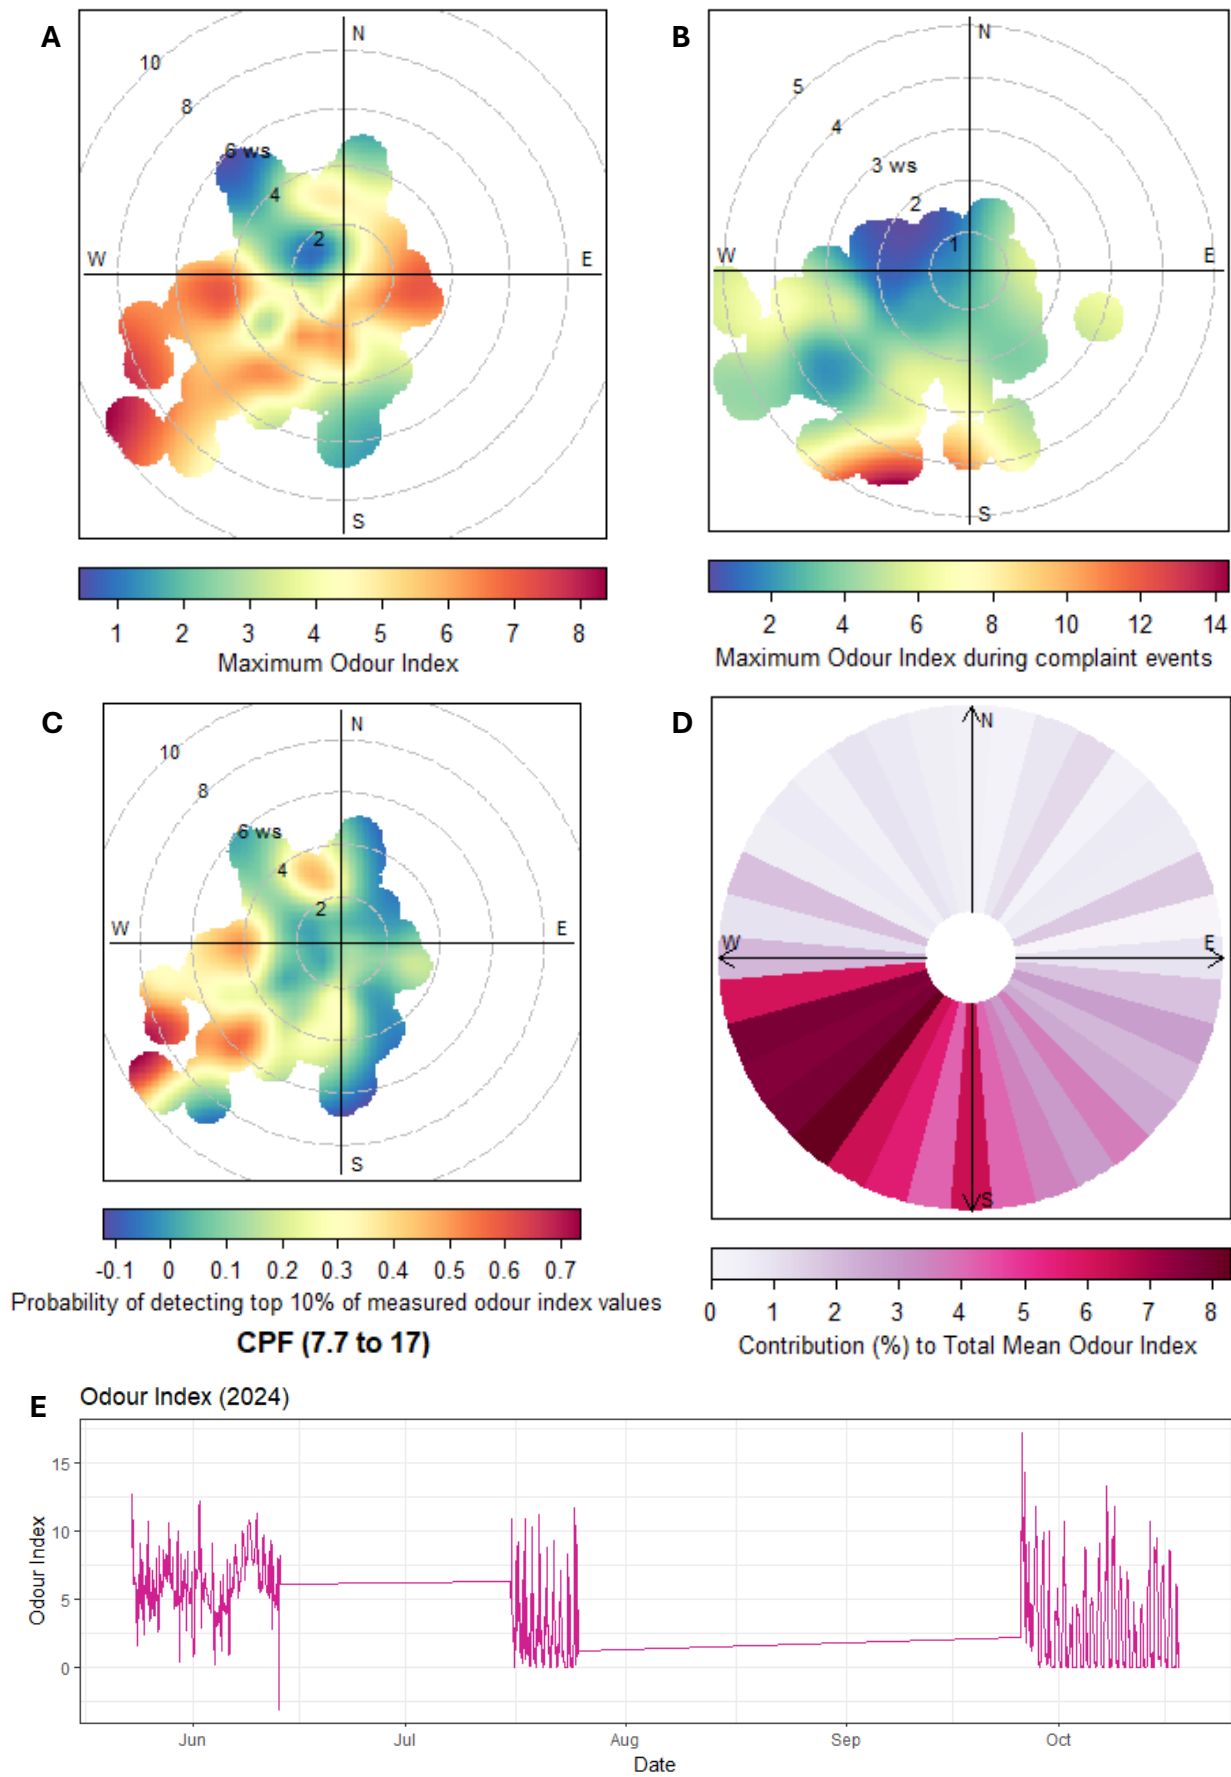 A
N
10
8
6 ws
4
2
W
E
S
1 2 3 4 5 6 7 8
Maximum Odour Index
B
N
5
4
3 ws
2
1
W
E
S
2 4 6 8 10 12 14
Maximum Odour Index during complaint events
C
N
10
8
6 ws
4
2
W
E
S
-0.1 0 0.1 0.2 0.3 0.4 0.5 0.6 0.7
Probability of detecting top 10% of measured odour index values
CPF (7.7 to 17)
D
N
W
E
S
0 1 2 3 4 5 6 7 8
Contribution (%) to Total Mean Odour Index
E
Odour Index (2024)
Odour Index
15
10
5
0
Jun Jul Aug Sep Oct
Date